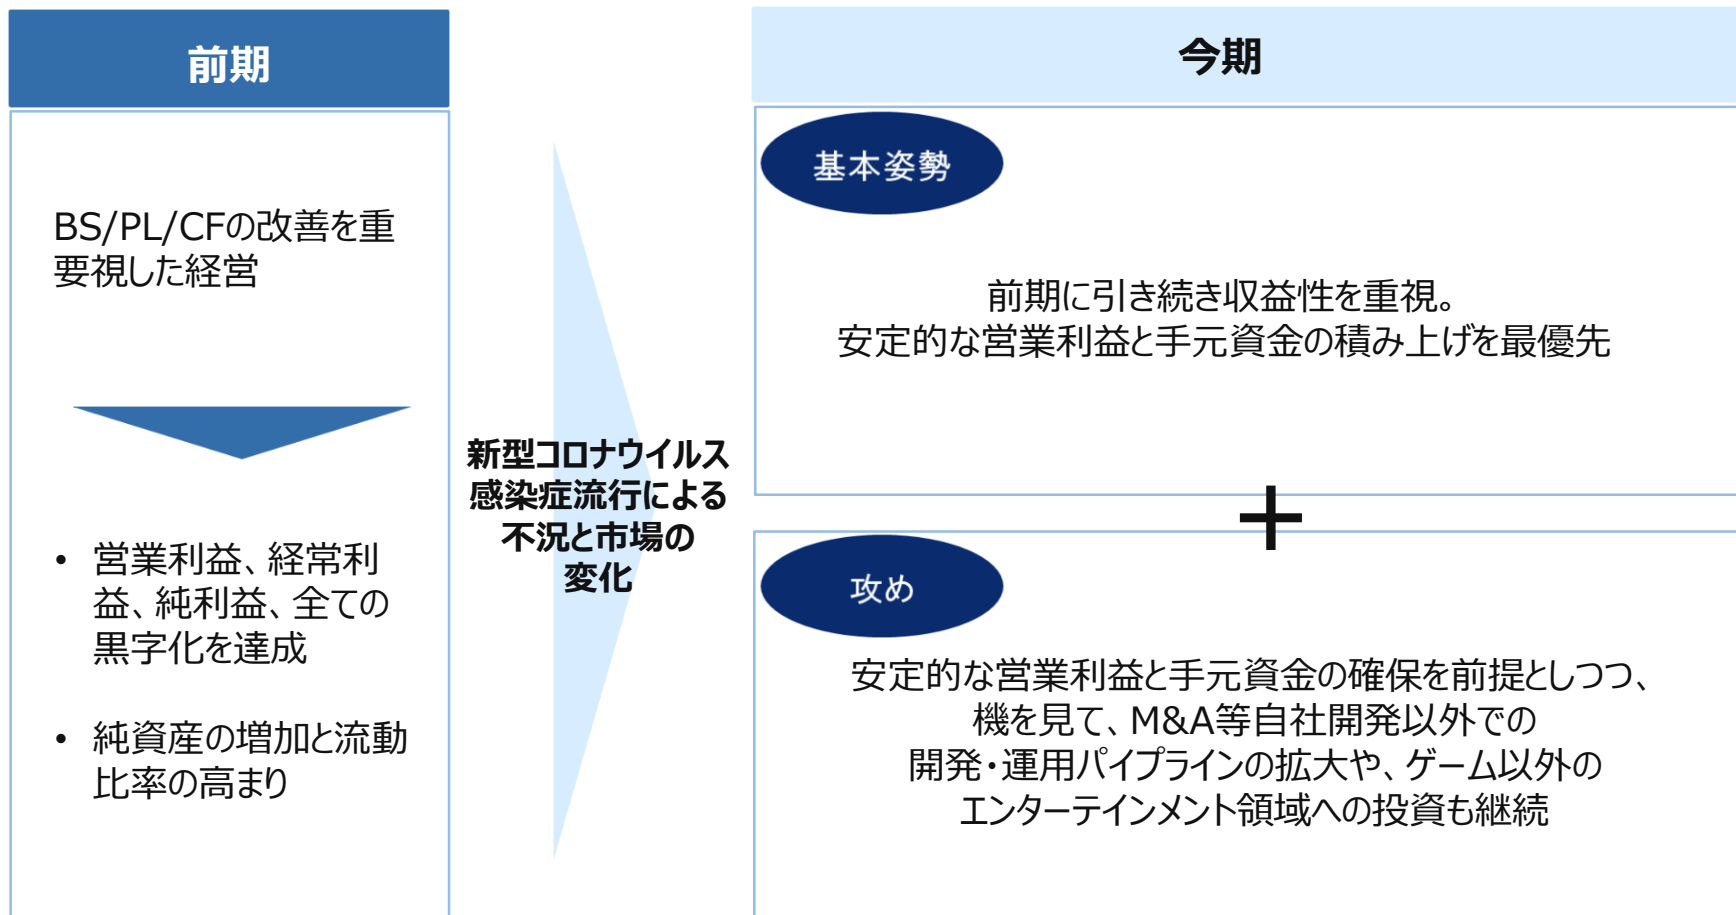 前期
BS/PL/CFの改善を重
要視した経営
• 営業利益、経常利
益、純利益、全ての
黒字化を達成
• 純資産の増加と流動
比率の高まり
新型コロナウイルス
感染症流行による
不況と市場の
変化
今期
基本姿勢
前期に引き続き収益性を重視。
安定的な営業利益と手元資金の積み上げを最優先
＋
攻め
安定的な営業利益と手元資金の確保を前提としつつ、
機を見て、M&A等自社開発以外での
開発・運用パイプラインの拡大や、ゲーム以外の
エンターテインメント領域への投資も継続